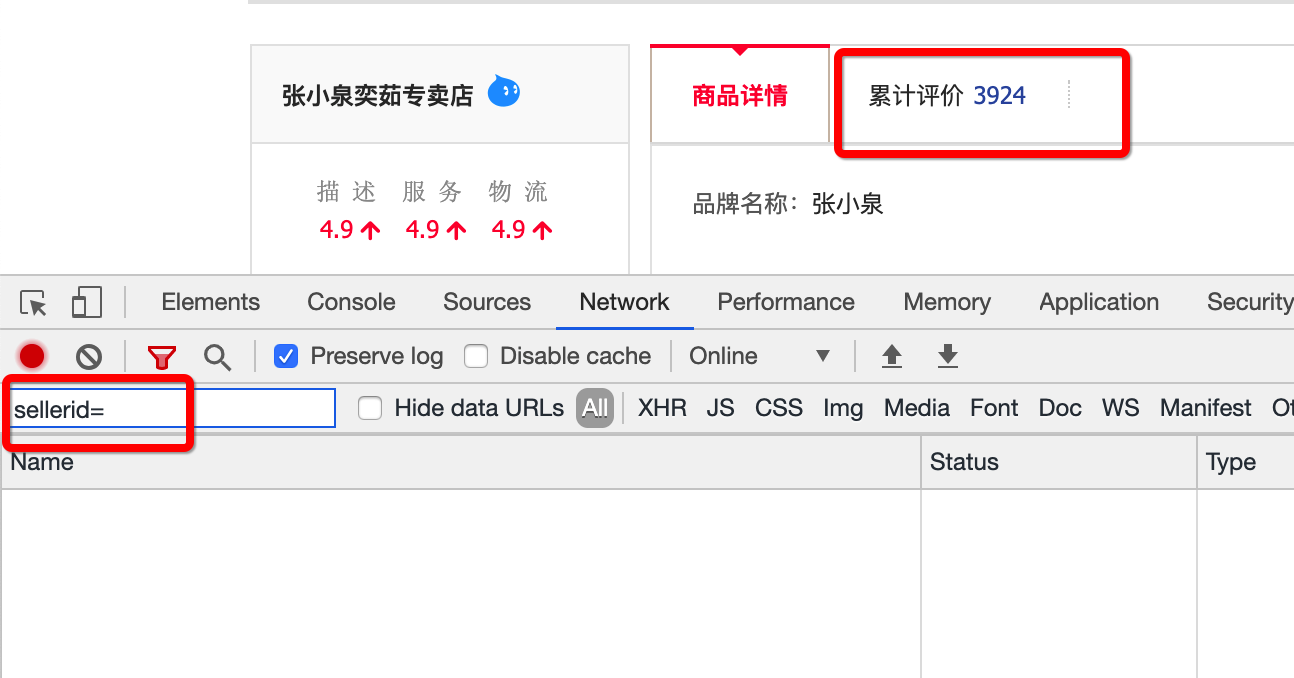 张小泉奕茹专卖店
商品详情
累计评价 3924
描述 服务 物流
4.9 4.9 4.9
品牌名称：张小泉
Elements Console Sources Network Performance Memory Application Security
Preserve log Disable cache Online
sellerid= Hide data URLs All XHR JS CSS Img Media Font Doc WS Manifest Ot
Name Status Type